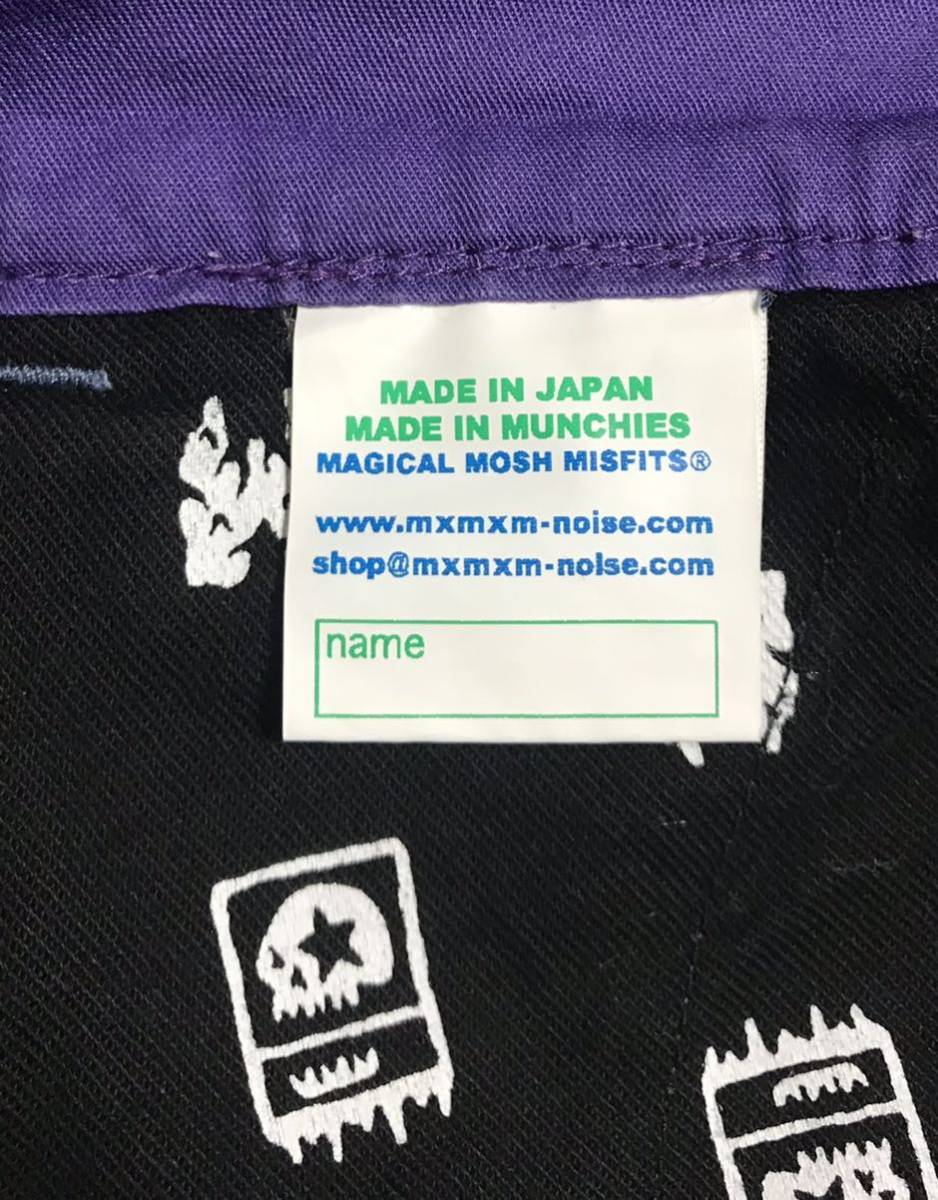 MADE IN JAPAN
MADE IN MUNCHIES
MAGICAL MOSH MISFITS®
www.mxmxm-noise.com
shop@mxmxm-noise.com
name